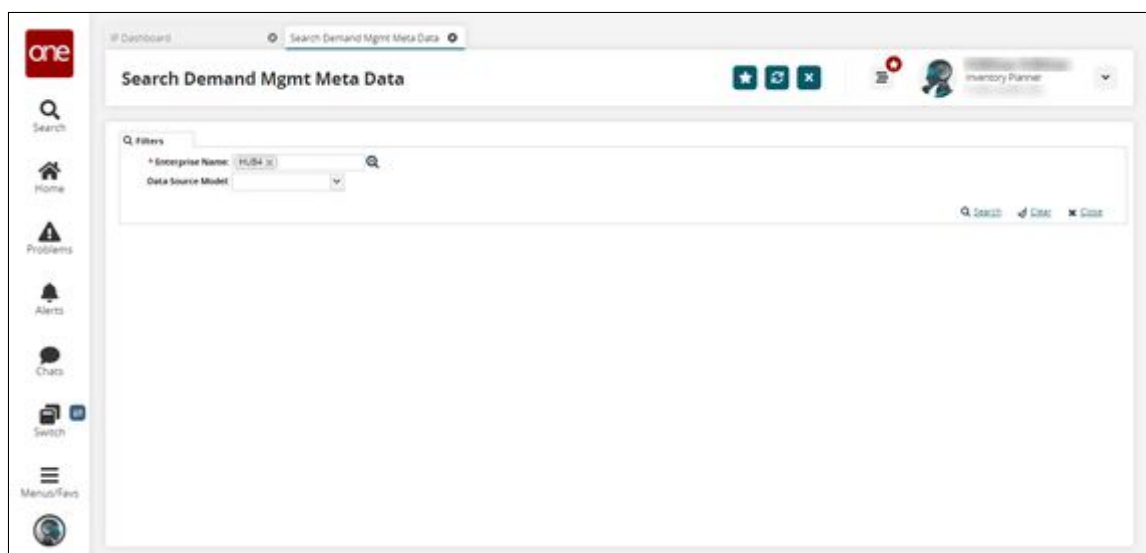 one
IP Dashboard
Search Demand Mgmt Meta Data
Search Demand Mgmt Meta Data
Inventory Planner
Search
Home
Problems
Alerts
Chats
Switch
Menus/Favs
Filters
* Enterprise Name: HUB4 x
Data Source Model:
Search Clear Close